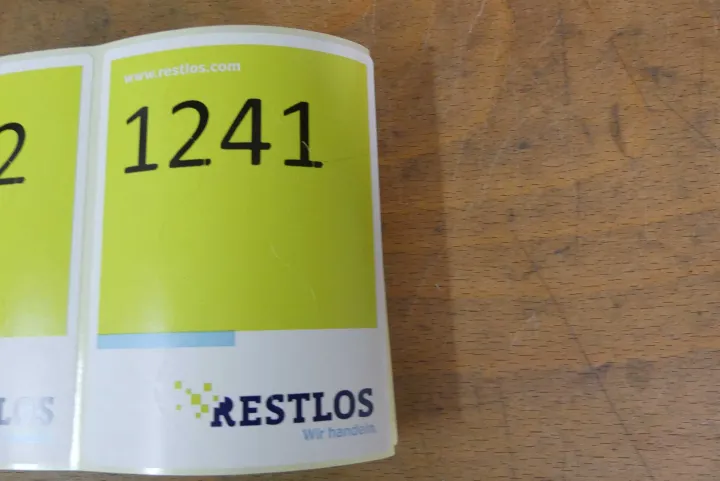 www.restlos.com
1241
RESTLOS
Wir handeln.
2
LOS